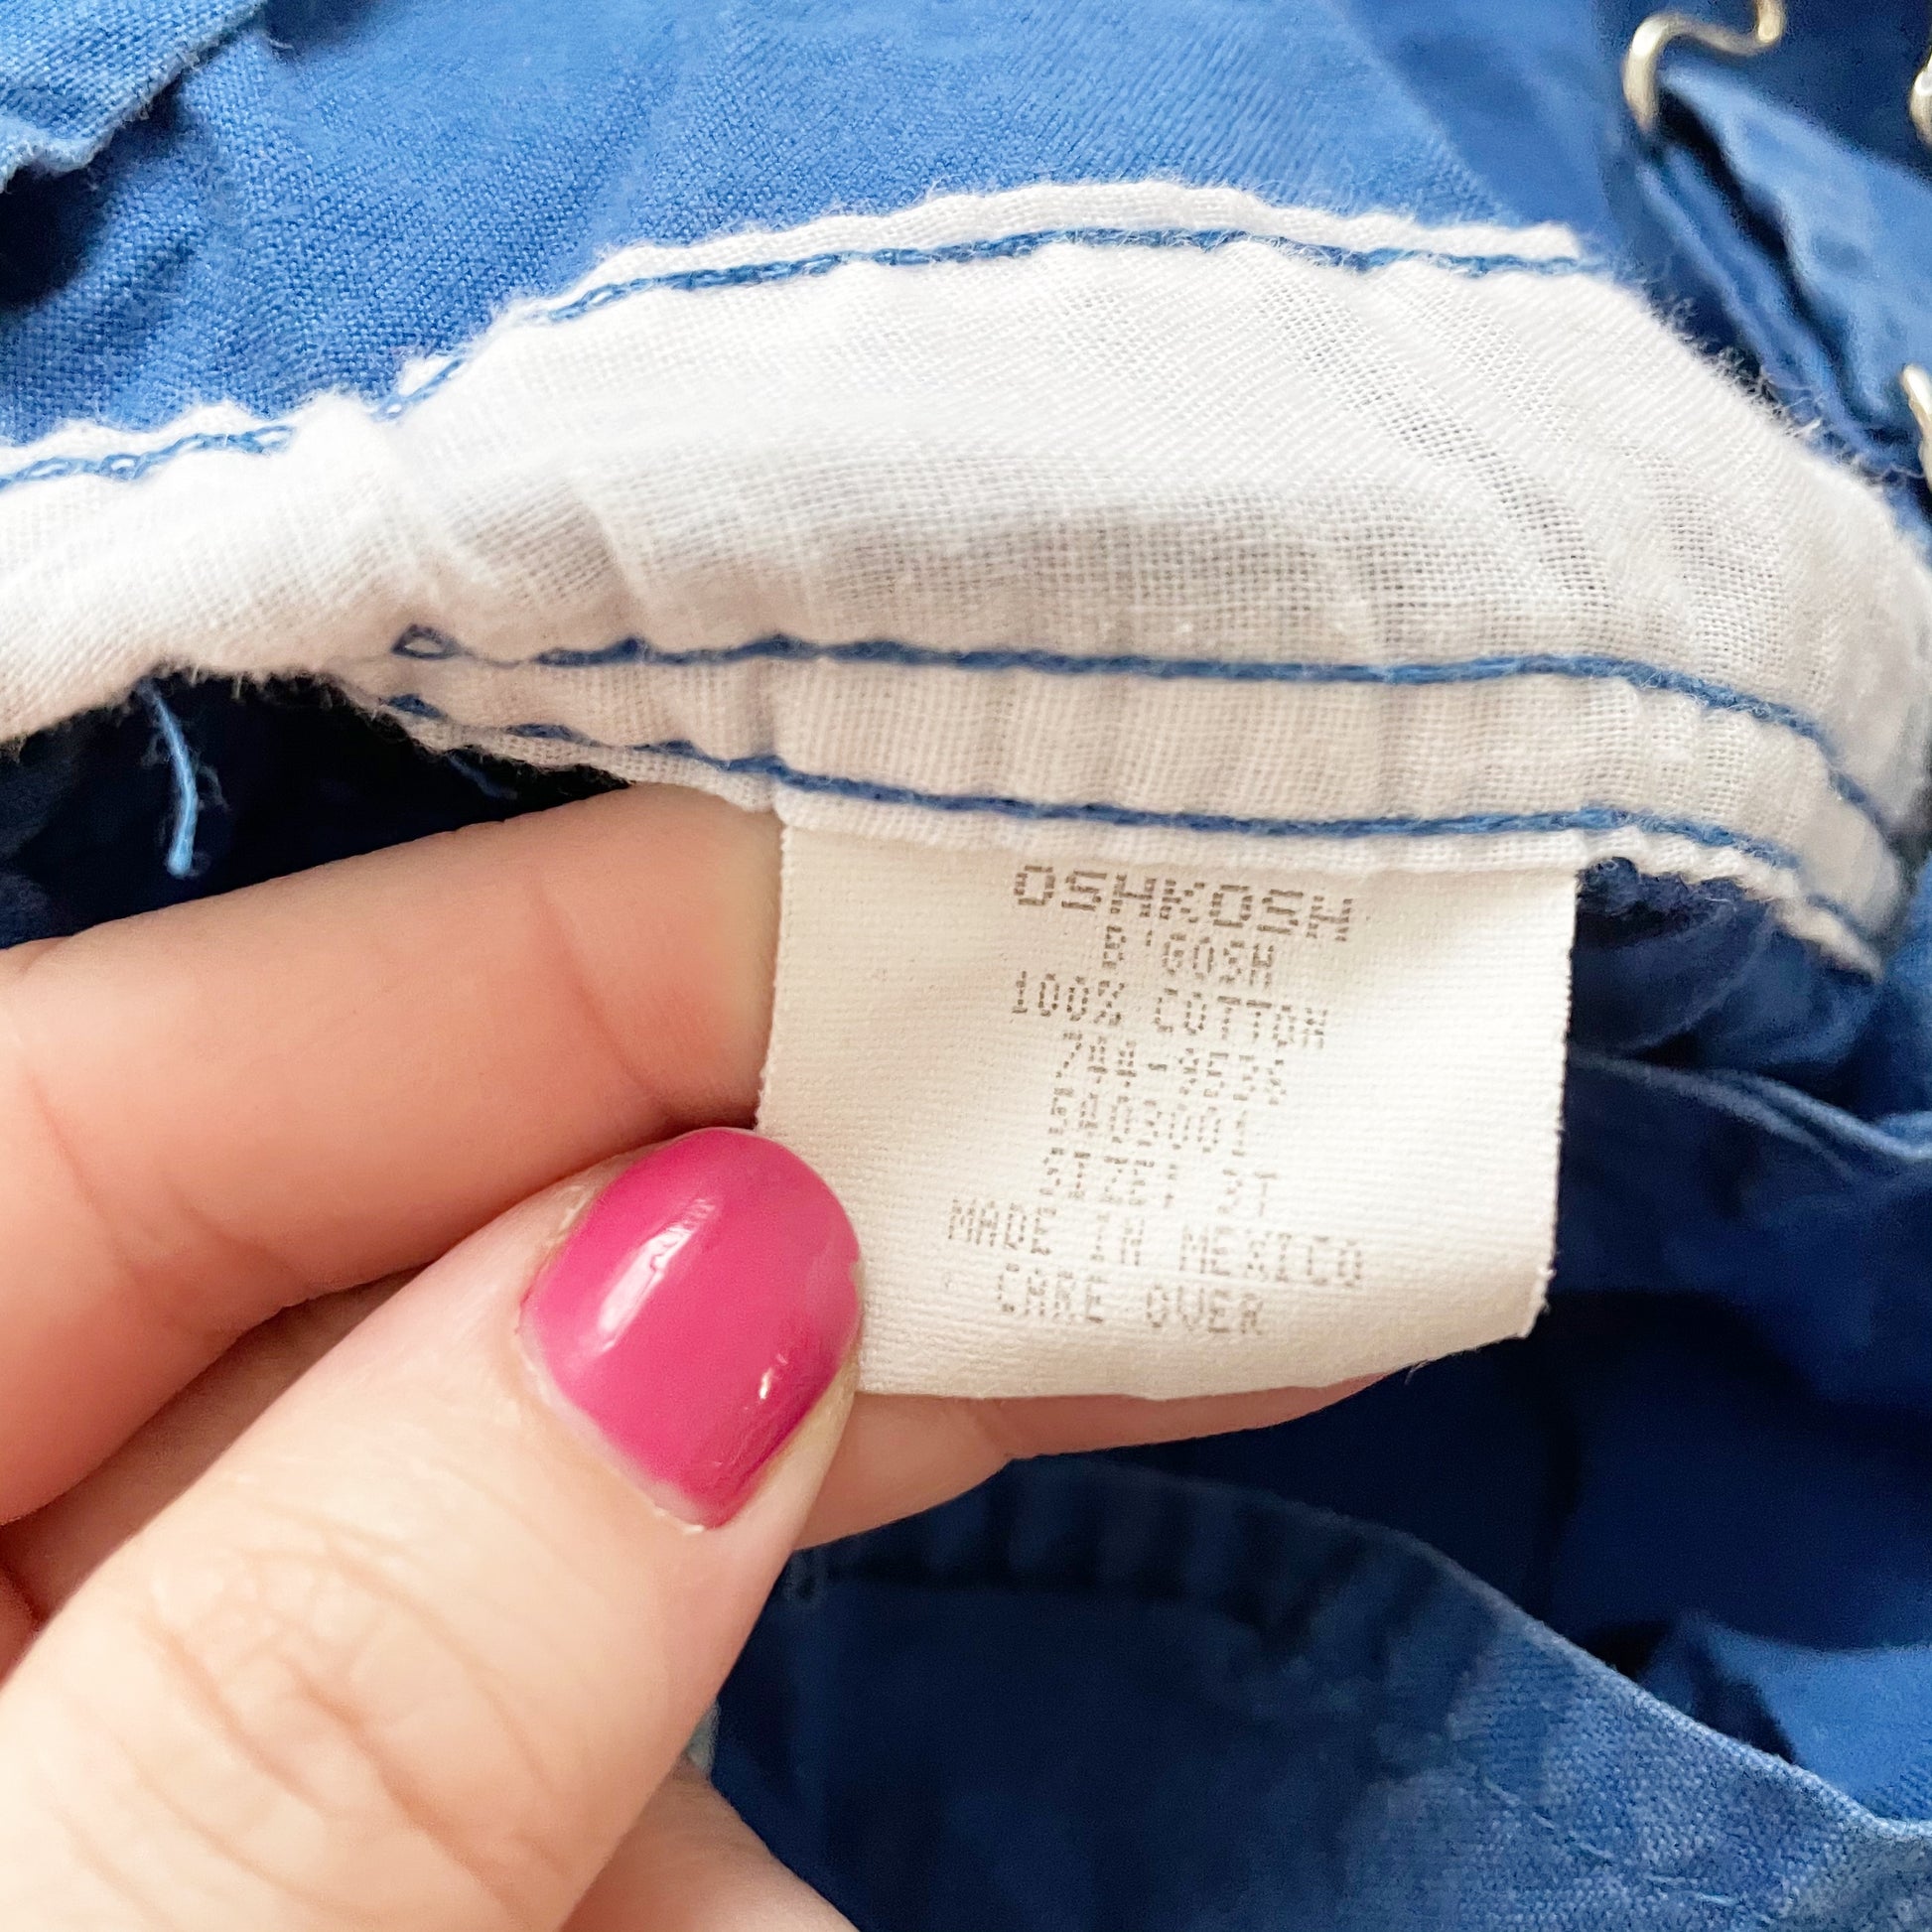 OSHKOSH
B'GOSH
100% COTTON
SIZE: 3T
MADE IN MEXICO
CARE OVER